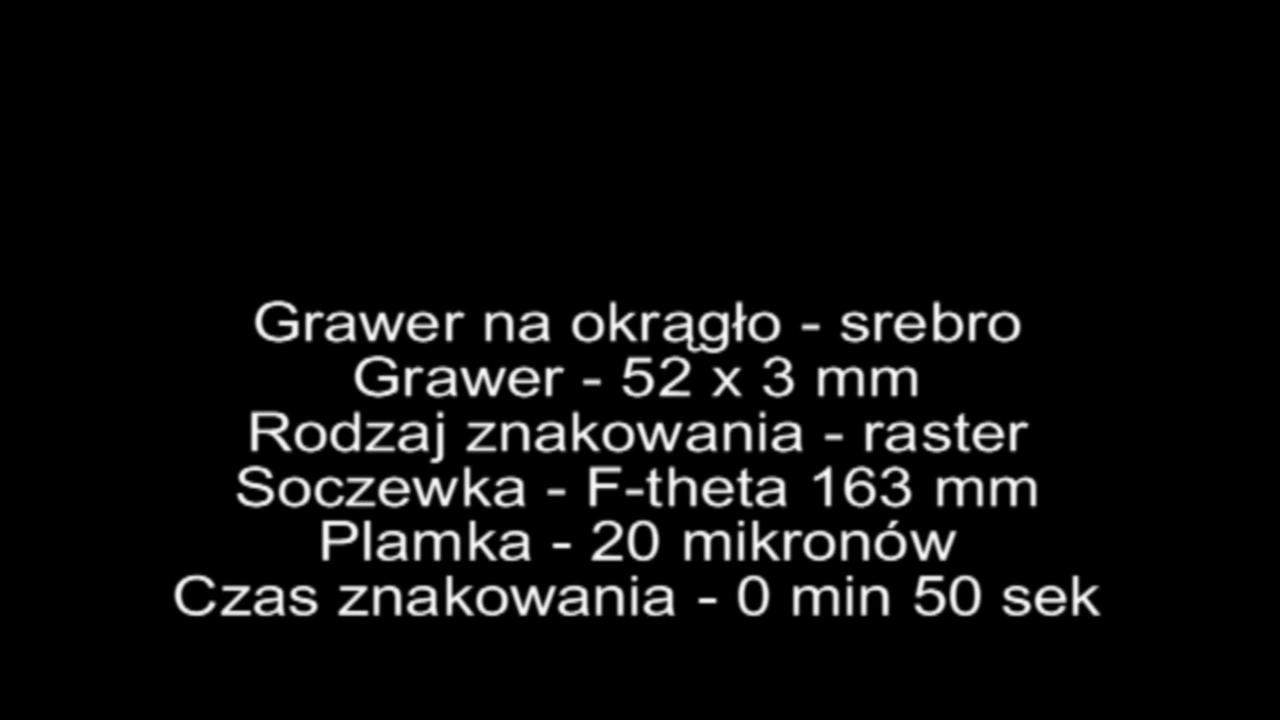 Grawer na okrągło - srebro
Grawer - 52 x 3 mm
Rodzaj znakowania - raster
Soczewka - F-theta 163 mm
Plamka - 20 mikronów
Czas znakowania - 0 min 50 sek